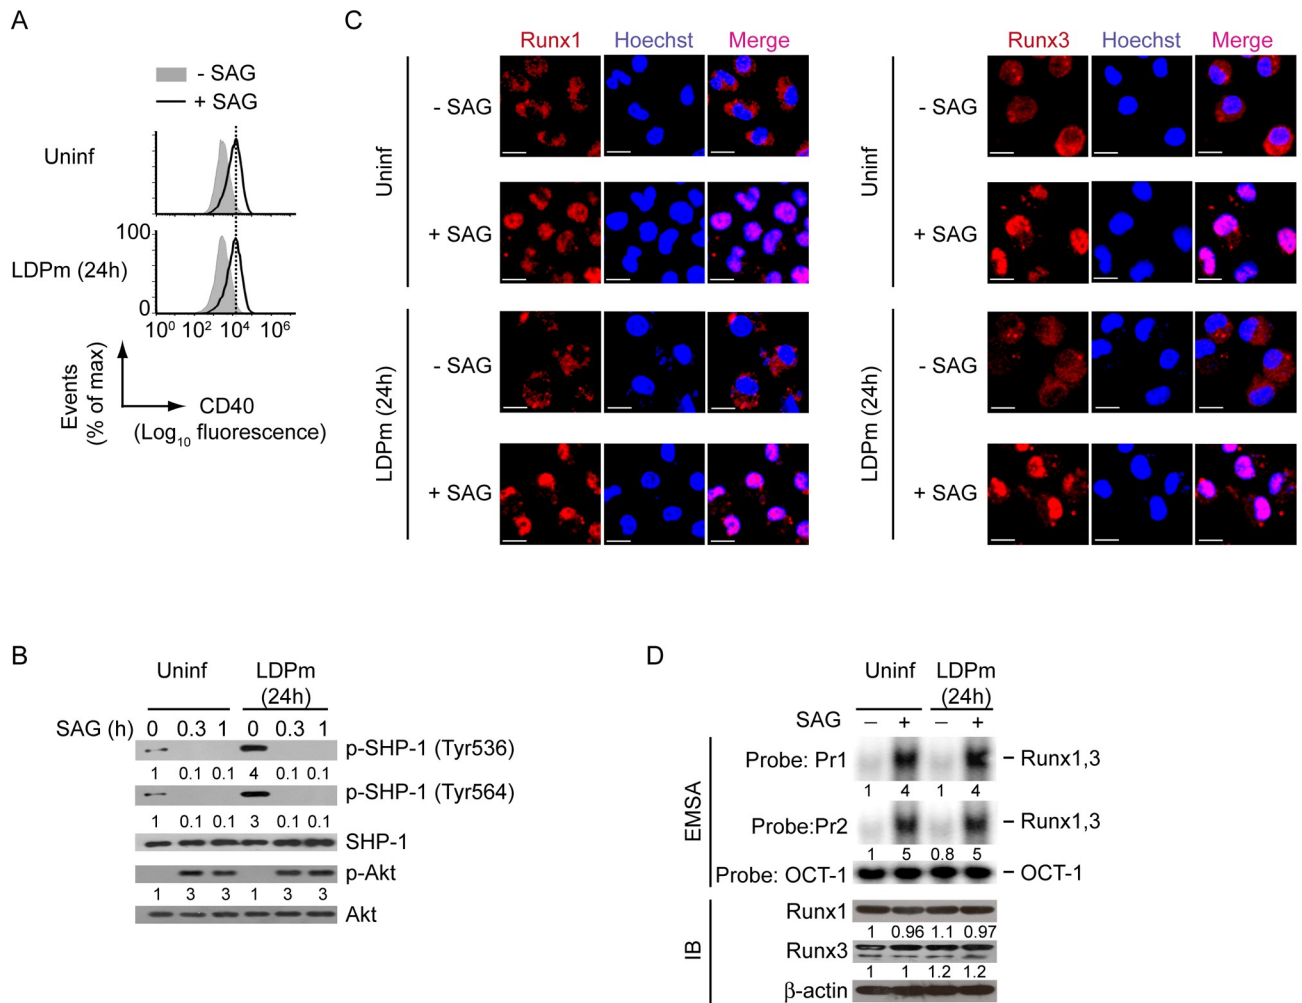 A
- SAG
+ SAG
Uninf
100
LDPm (24h)
0
10⁰ 10² 10⁴ 10⁶
Events
(% of max)
CD40
(Log₁₀ fluorescence)
C
Runx1 Hoechst Merge
Uninf
- SAG
+ SAG
LDPm (24h)
- SAG
+ SAG
Runx3 Hoechst Merge
Uninf
- SAG
+ SAG
LDPm (24h)
- SAG
+ SAG
B
Uninf LDPm
(24h)
SAG (h) 0 0.3 1 0 0.3 1
p-SHP-1 (Tyr536)
1 0.1 0.1 4 0.1 0.1
p-SHP-1 (Tyr564)
1 0.1 0.1 3 0.1 0.1
SHP-1
p-Akt
1 3 3 1 3 3
Akt
D
Uninf LDPm
(24h)
SAG – + – +
EMSA
Probe: Pr1 – Runx1,3
1 4 1 4
Probe:Pr2 – Runx1,3
1 5 0.8 5
Probe: OCT-1 – OCT-1
IB
Runx1
1 0.96 1.1 0.97
Runx3
1 1 1.2 1.2
β-actin